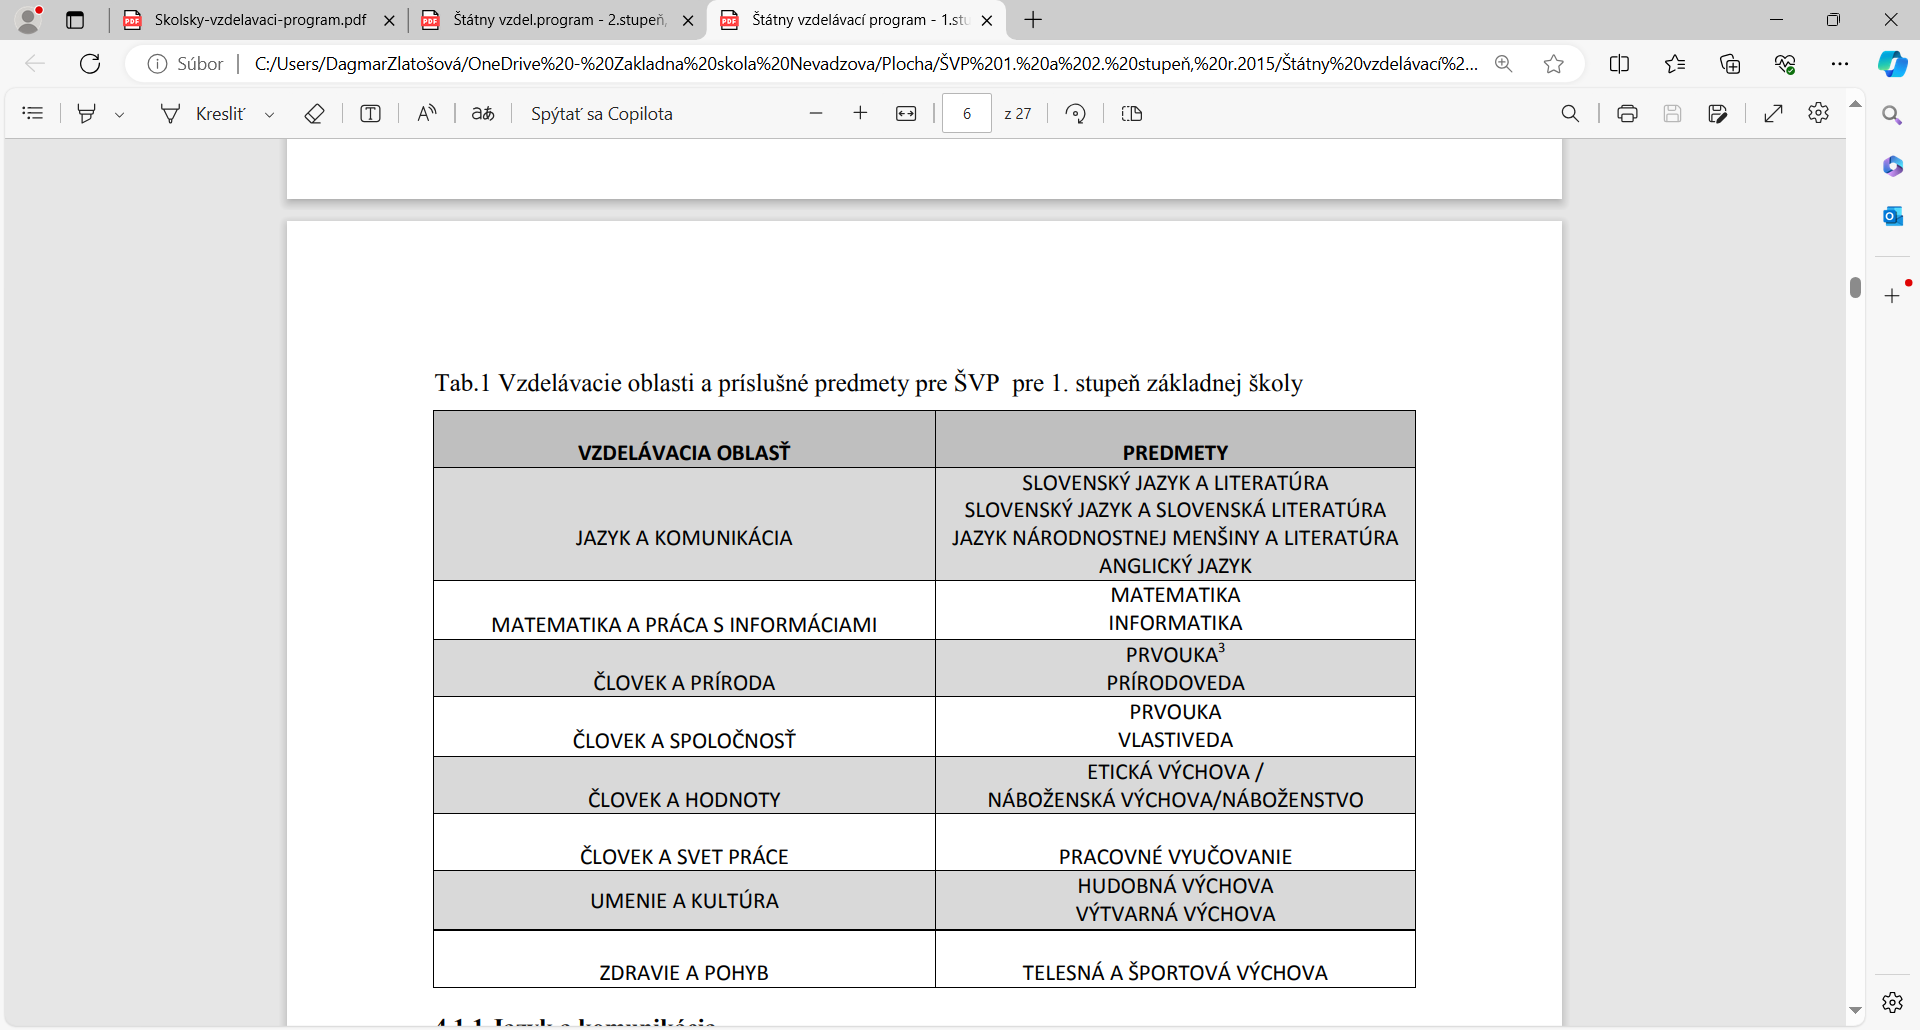 Skolsky-vzdelavaci-program.pdf
Štátny vzdel.program - 2.stupeň,
Štátny vzdelávací program - 1.stu
Súbor
C:/Users/DagmarZlatošová/OneDrive%20-%20Zakladna%20skola%20Nevadzova/Plocha/ŠVP%201.%20a%202.%20stupeň,%20r.2015/Štátny%20vzdelávací%2...
Kresliť
Spýtať sa Copilota
6
z 27
Tab.1 Vzdelávacie oblasti a príslušné predmety pre ŠVP pre 1. stupeň základnej školy
VZDELÁVACIA OBLASŤ
PREDMETY
JAZYK A KOMUNIKÁCIA
SLOVENSKÝ JAZYK A LITERATÚRA
SLOVENSKÝ JAZYK A SLOVENSKÁ LITERATÚRA
JAZYK NÁRODNOSTNEJ MENŠINY A LITERATÚRA
ANGLICKÝ JAZYK
MATEMATIKA A PRÁCA S INFORMÁCIAMI
MATEMATIKA
INFORMATIKA
ČLOVEK A PRÍRODA
PRVOUKA³
PRÍRODOVEDA
ČLOVEK A SPOLOČNOSŤ
PRVOUKA
VLASTIVEDA
ČLOVEK A HODNOTY
ETICKÁ VÝCHOVA /
NÁBOŽENSKÁ VÝCHOVA/NÁBOŽENSTVO
ČLOVEK A SVET PRÁCE
PRACOVNÉ VYUČOVANIE
UMENIE A KULTÚRA
HUDOBNÁ VÝCHOVA
VÝTVARNÁ VÝCHOVA
ZDRAVIE A POHYB
TELESNÁ A ŠPORTOVÁ VÝCHOVA
4.1.1 Jazyk a komunikácia